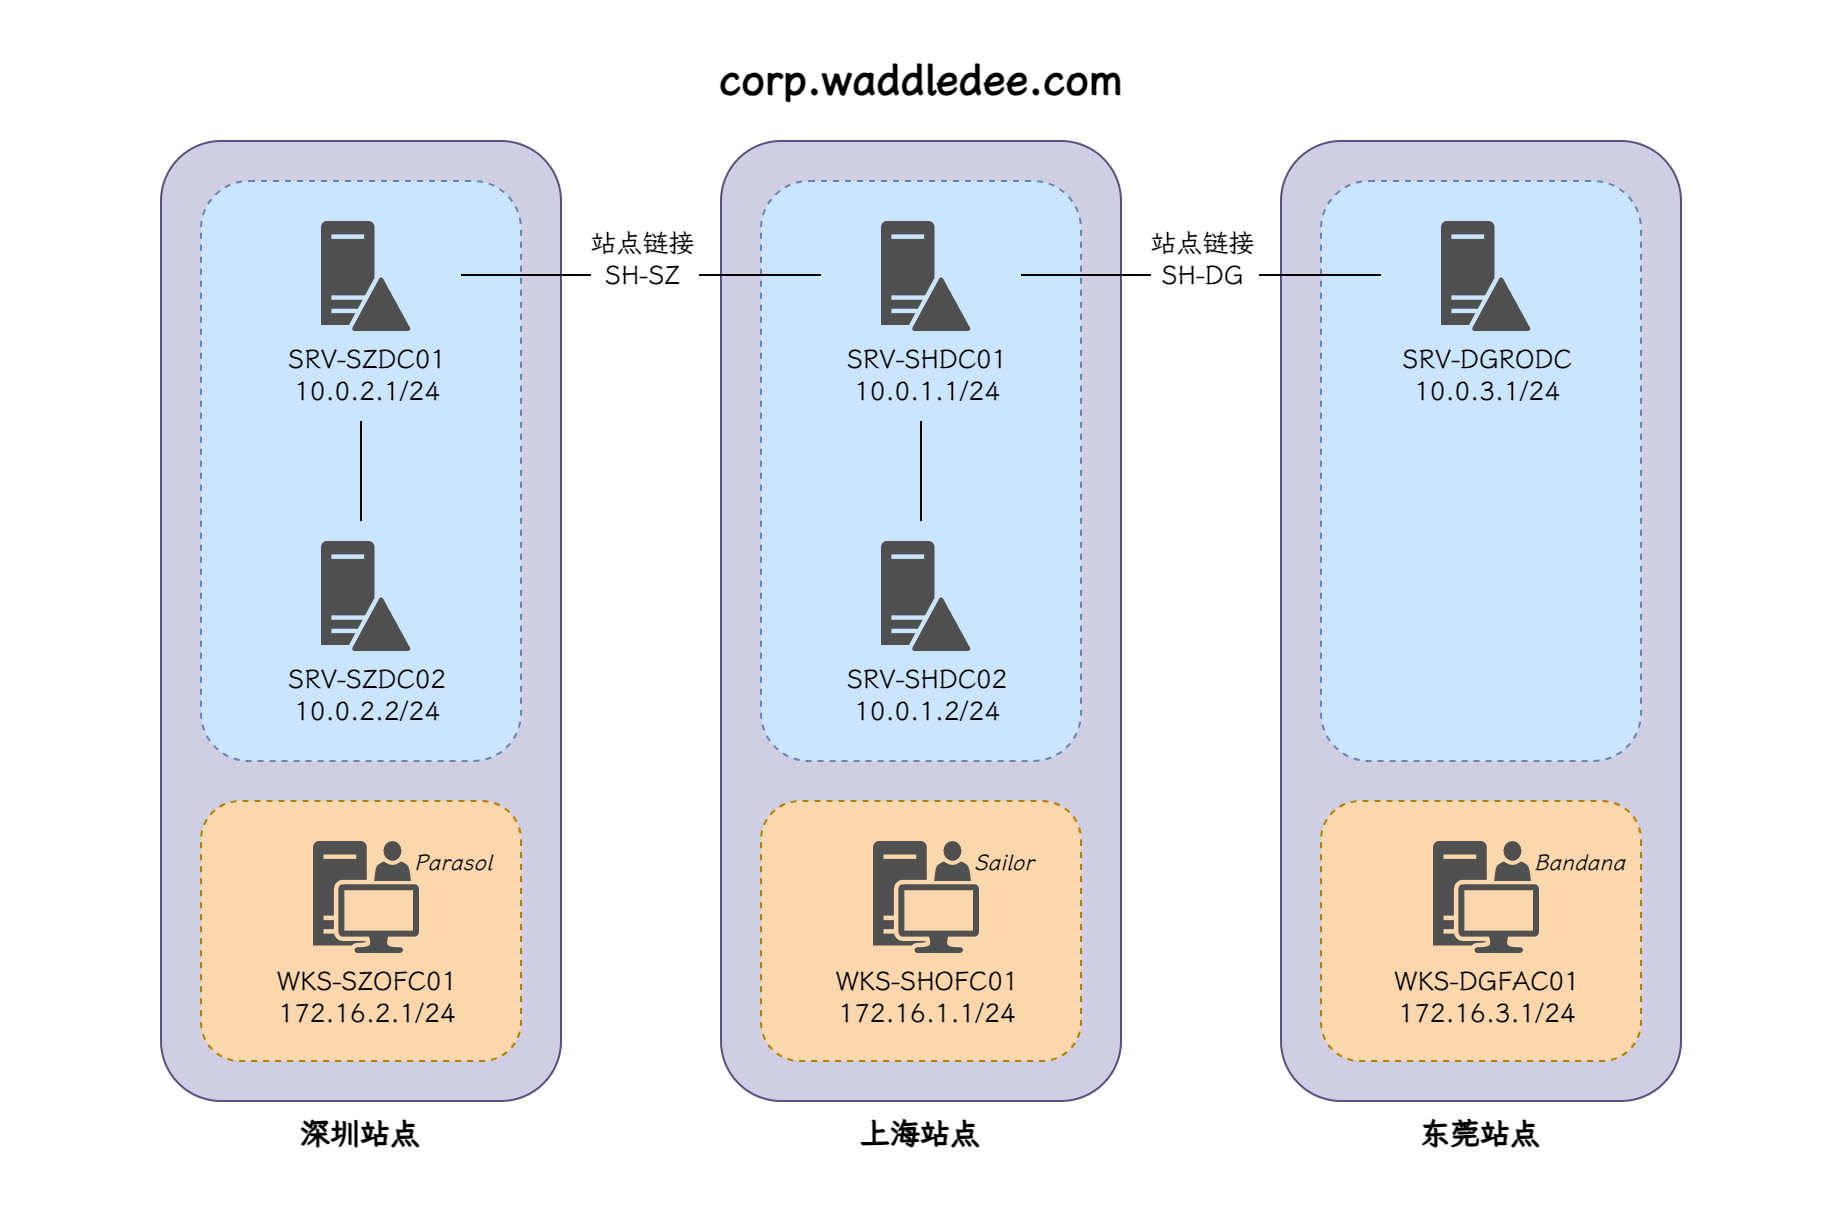 corp.waddledee.com
站点链接
SH-SZ
站点链接
SH-DG
SRV-SZDC01
10.0.2.1/24
SRV-SHDC01
10.0.1.1/24
SRV-DGRODC
10.0.3.1/24
SRV-SZDC02
10.0.2.2/24
SRV-SHDC02
10.0.1.2/24
Parasol
Sailor
Bandana
WKS-SZOFC01
172.16.2.1/24
WKS-SHOFC01
172.16.1.1/24
WKS-DGFAC01
172.16.3.1/24
深圳站点
上海站点
东莞站点